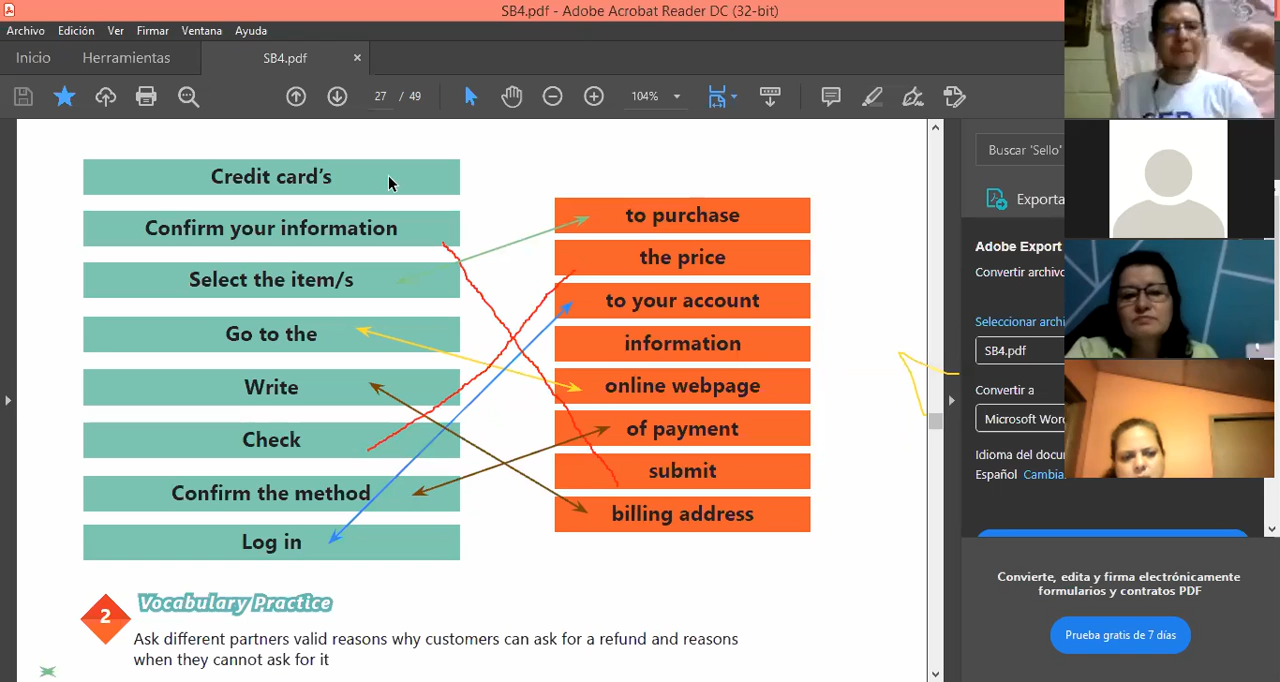 SB4.pdf - Adobe Acrobat Reader DC (32-bit)
Archivo Edición Ver Firmar Ventana Ayuda
Inicio Herramientas SB4.pdf ×
27 / 49 104%
Credit card's
Confirm your information
Select the item/s
Go to the
Write
Check
Confirm the method
Log in
to purchase
the price
to your account
information
online webpage
of payment
submit
billing address
2 Vocabulary Practice
Ask different partners valid reasons why customers can ask for a refund and reasons
when they cannot ask for it
Buscar 'Sello'
Exporta
Adobe Export
Convertir archivo
Seleccionar archi
SB4.pdf
Convertir a
Microsoft Word
Idioma del docu
Español Cambia
Convierte, edita y firma electrónicamente
formularios y contratos PDF
Prueba gratis de 7 días